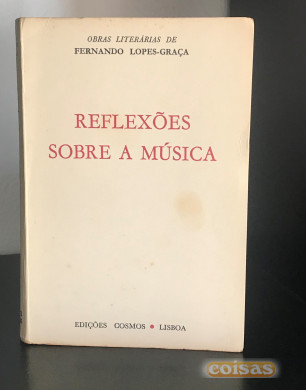 OBRAS LITERÁRIAS DE
FERNANDO LOPES-GRAÇA
REFLEXÕES
SOBRE A MÚSICA
EDIÇÕES COSMOS • LISBOA
coisas